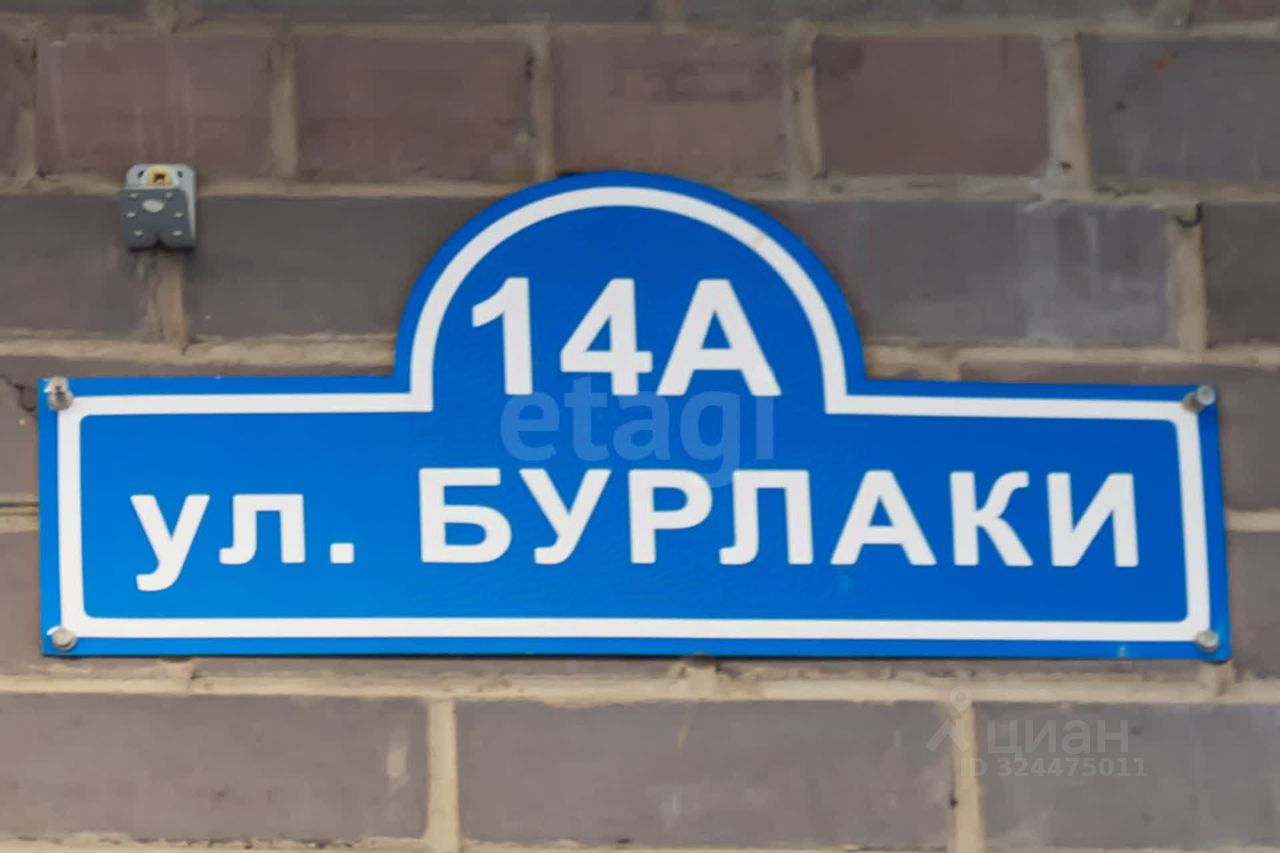 14А
etagi
ул. БУРЛАКИ
циан
ID 324475011